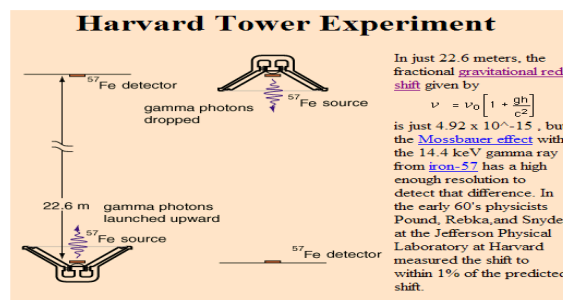 Harvard Tower Experiment
57Fe detector
gamma photons
dropped
57Fe source
22.6 m
gamma photons
launched upward
57Fe source
57Fe detector
In just 22.6 meters, the
fractional gravitational red
shift given by
ν = ν0 [ 1 + gh/c2 ]
is just 4.92 x 10^-15 , bu
the Mossbauer effect with
the 14.4 keV gamma ray
from iron-57 has a high
enough resolution to
detect that difference. In
the early 60's physicists
Pound, Rebka,and Snyde
at the Jefferson Physical
Laboratory at Harvard
measured the shift to
within 1% of the predicted
shift.